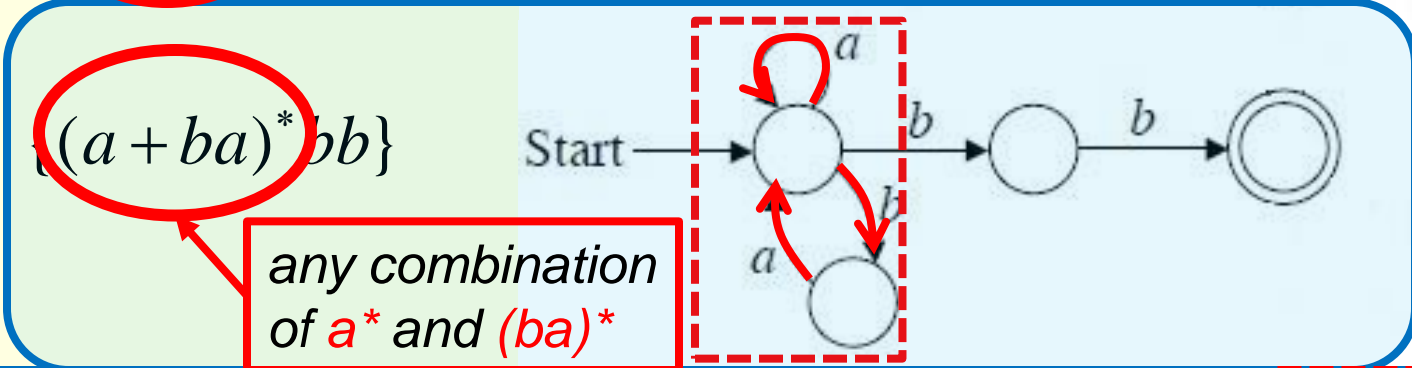 {(a + ba)* bb}
Start
a
b
b
b
a
any combination
of a* and (ba)*